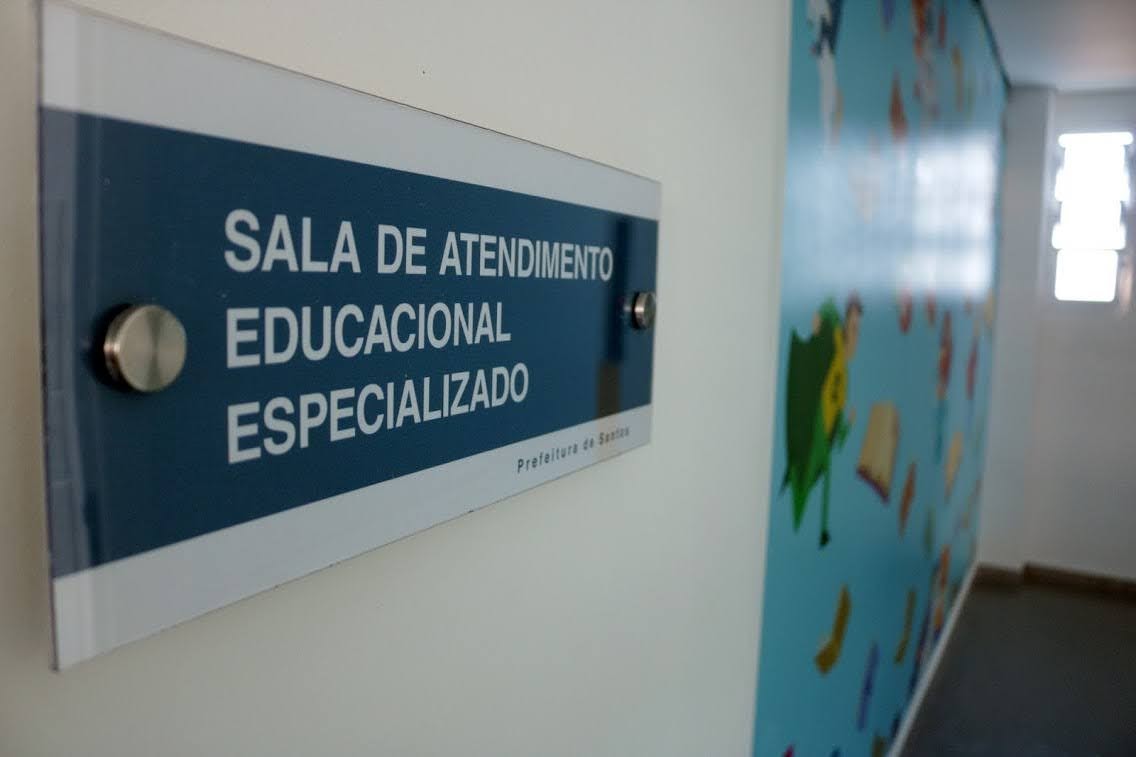 SALA DE ATENDIMENTO
EDUCACIONAL
ESPECIALIZADO
Prefeitura de Santos